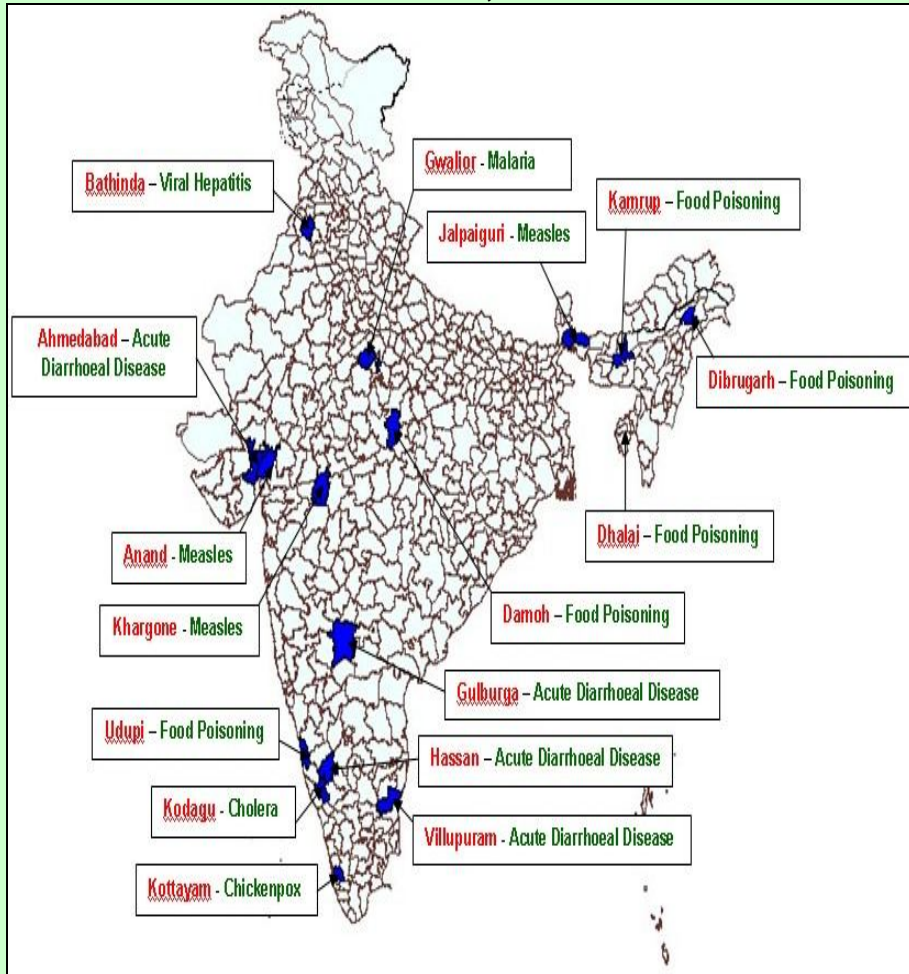 Gwalior - Malaria
Bathinda – Viral Hepatitis
Kamrup – Food Poisoning
Jalpaiguri - Measles
Ahmedabad – Acute
Diarrhoeal Disease
Dibrugarh – Food Poisoning
Dhalai – Food Poisoning
Anand - Measles
Khargone - Measles
Damoh – Food Poisoning
Gulburga – Acute Diarrhoeal Disease
Udupi – Food Poisoning
Hassan – Acute Diarrhoeal Disease
Kodagu - Cholera
Villupuram - Acute Diarrhoeal Disease
Kottayam - Chickenpox